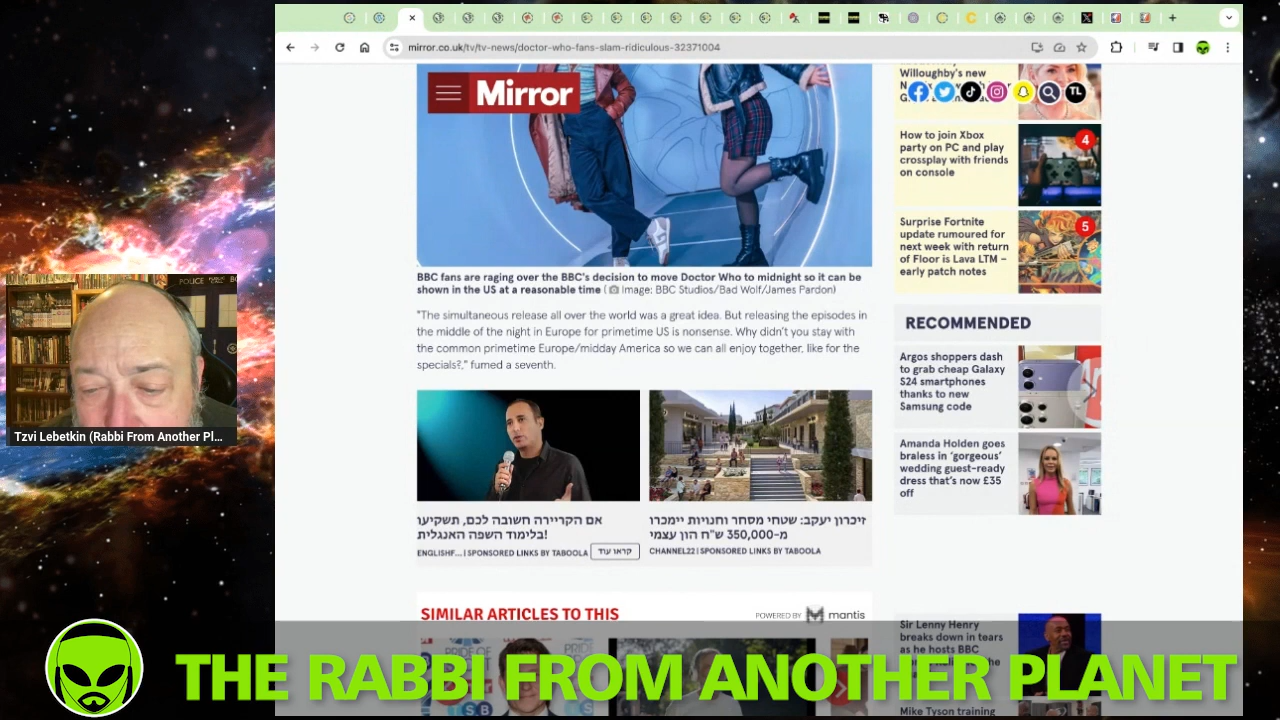 mirror.co.uk/tv/tv-news/doctor-who-fans-slam-ridiculous-32371004
Mirror
TL
BBC fans are raging over the BBC's decision to move Doctor Who to midnight so it can be
shown in the US at a reasonable time ( Image: BBC Studios/Bad Wolf/James Pardon)
"The simultaneous release all over the world was a great idea. But releasing the episodes in
the middle of the night in Europe for primetime US is nonsense. Why didn't you stay with
the common primetime Europe/midday America so we can all enjoy together, like for the
specials?," fumed a seventh.
אם הקריירה חשובה לכם, תשקיעו
בלימוד השפה האנגלית!
ENGLISHF... | SPONSORED LINKS BY TABOOLA
קראו עוד
זיכרון יעקב: שטחי מסחר וחנויות יימכרו
מ-350,000 ש"ח הון עצמי
CHANNEL22 | SPONSORED LINKS BY TABOOLA
SIMILAR ARTICLES TO THIS
POWERED BY mantis
PRIDE OF
TSB
Willoughby's new
How to join Xbox
party on PC and play
crossplay with friends
on console
4
Surprise Fortnite
update rumoured for
next week with return
of Floor is Lava LTM –
early patch notes
5
RECOMMENDED
Argos shoppers dash
to grab cheap Galaxy
S24 smartphones
thanks to new
Samsung code
Amanda Holden goes
braless in 'gorgeous'
wedding guest-ready
dress that's now £35
off
Sir Lenny Henry
breaks down in tears
as he hosts BBC
Mike Tyson training
POLICE
Tzvi Lebetkin (Rabbi From Another Pl...
THE RABBI FROM ANOTHER PLANET